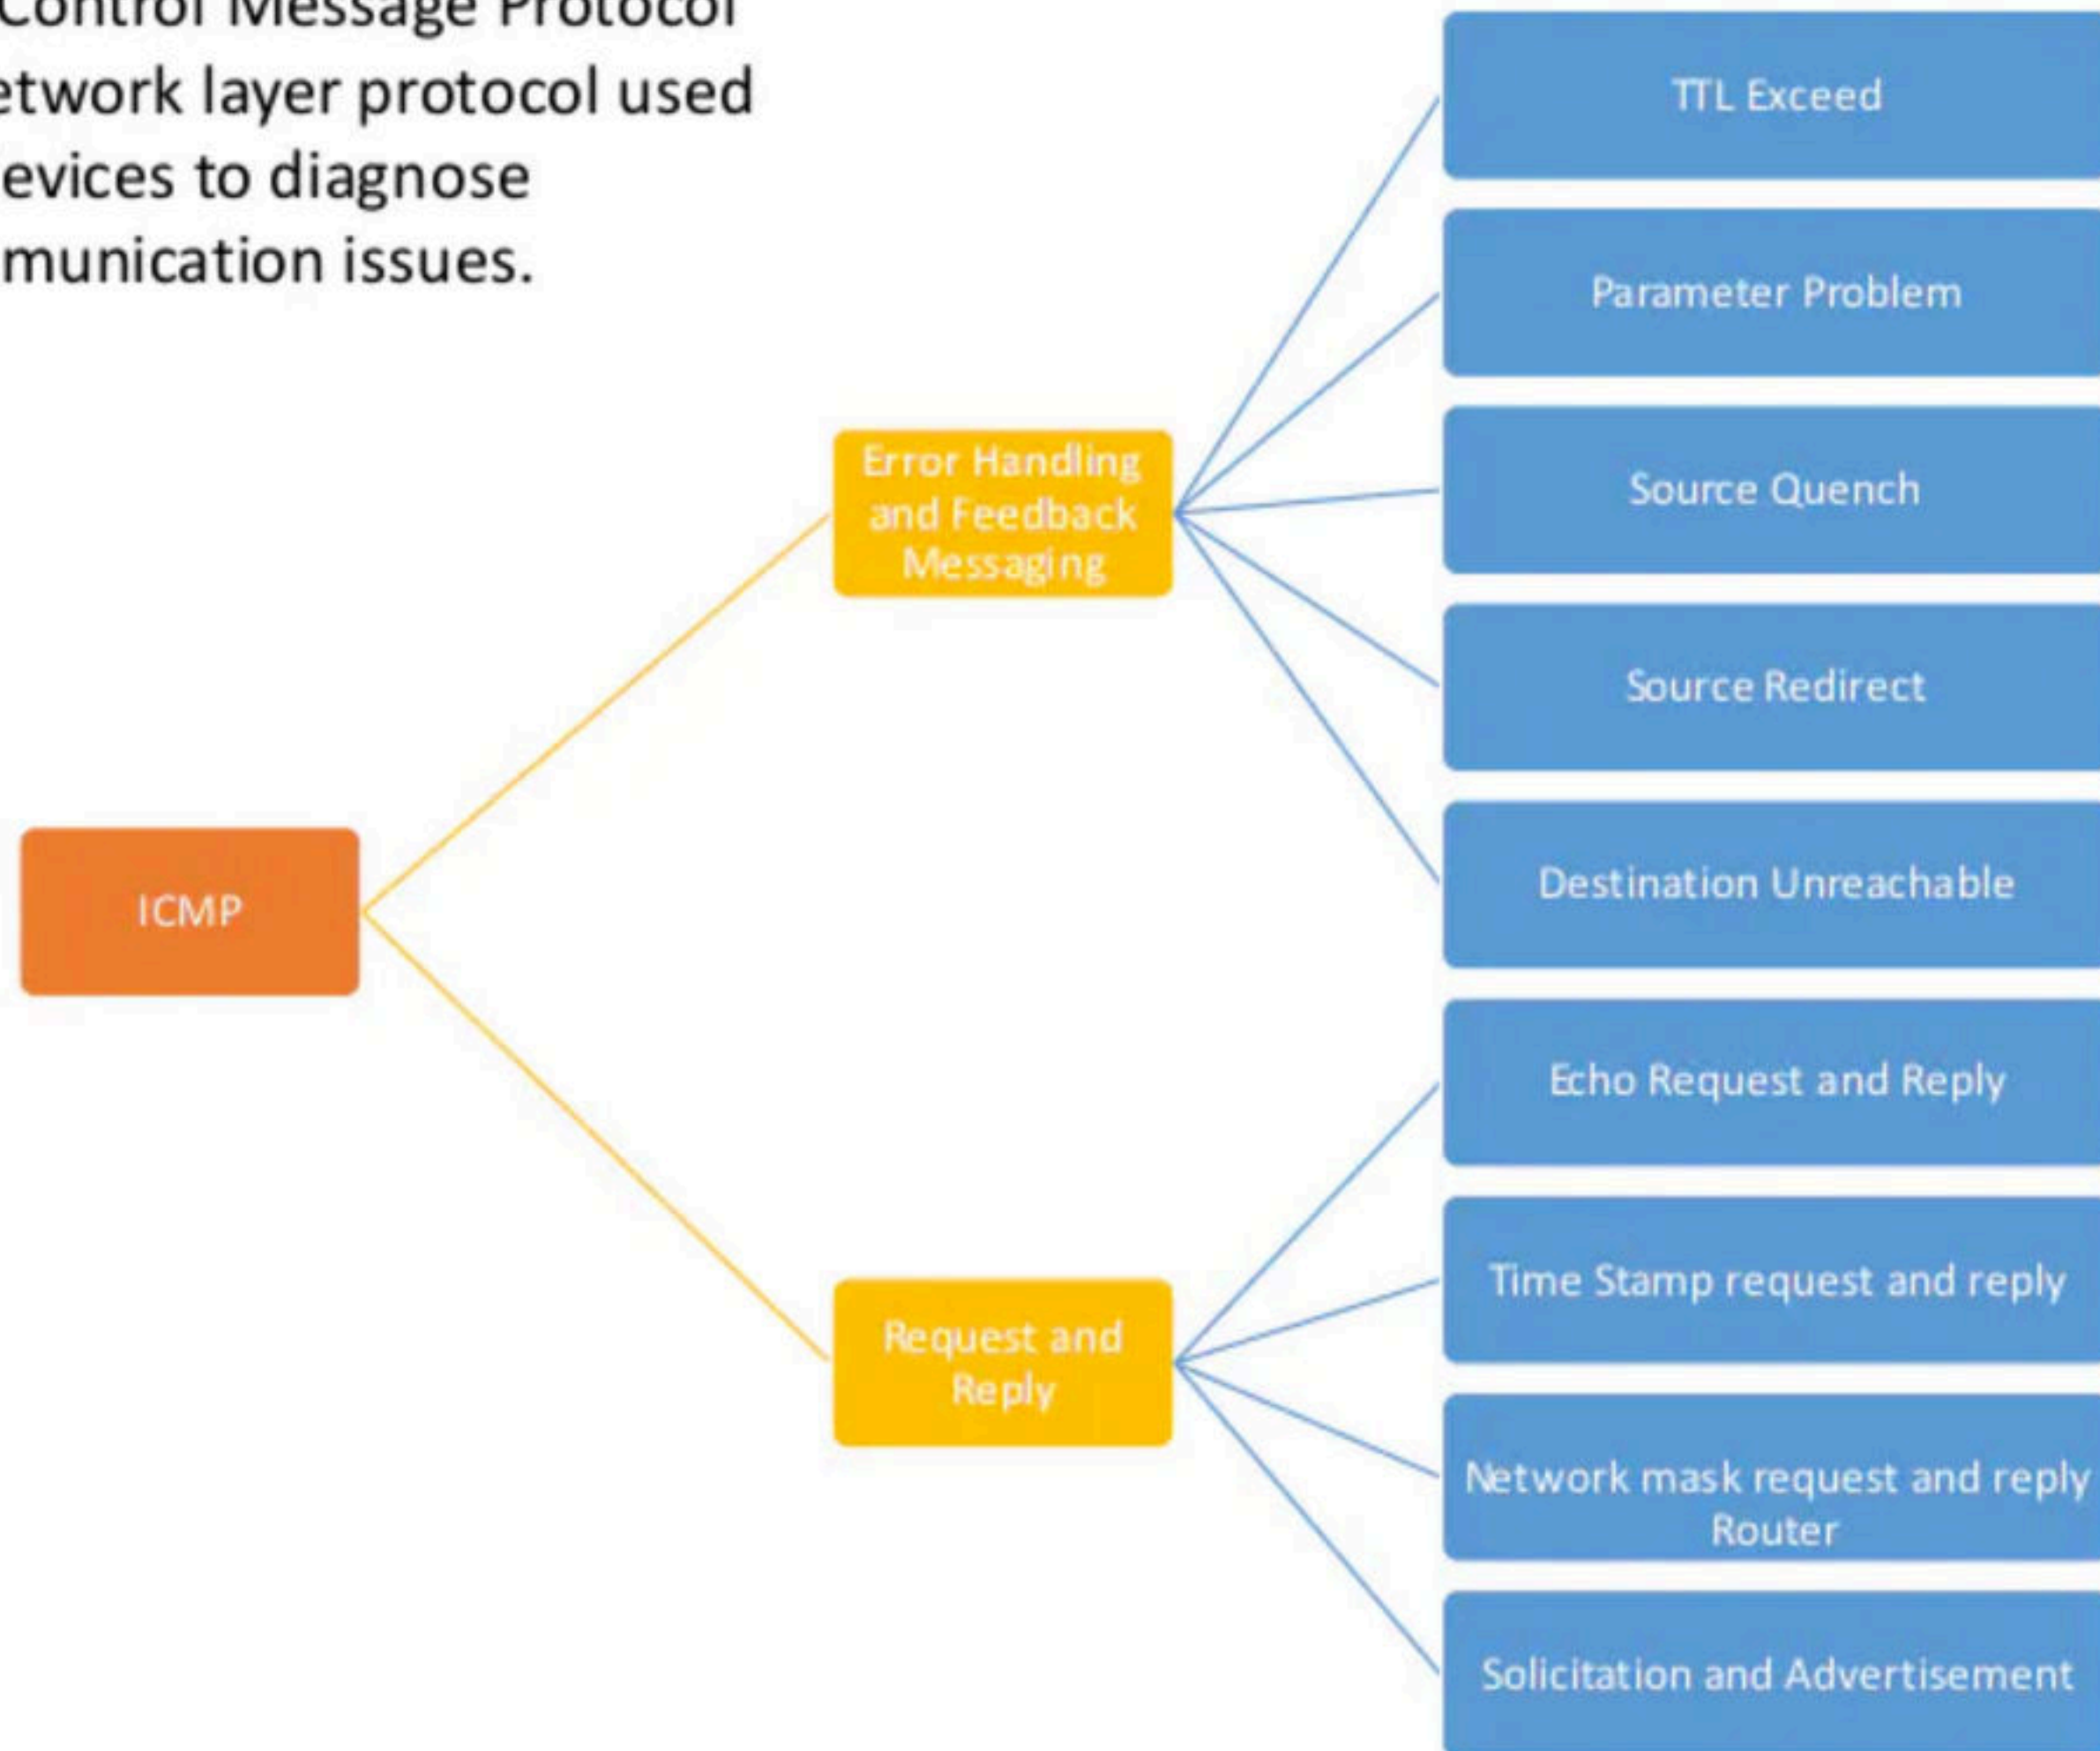 Control Message Protocol
etwork layer protocol used
evices to diagnose
munication issues.
TTL Exceed
Parameter Problem
Error Handling
and Feedback
Messaging
Source Quench
Source Redirect
Destination Unreachable
ICMP
Echo Request and Reply
Time Stamp request and reply
Request and
Reply
Network mask request and reply
Router
Solicitation and Advertisement